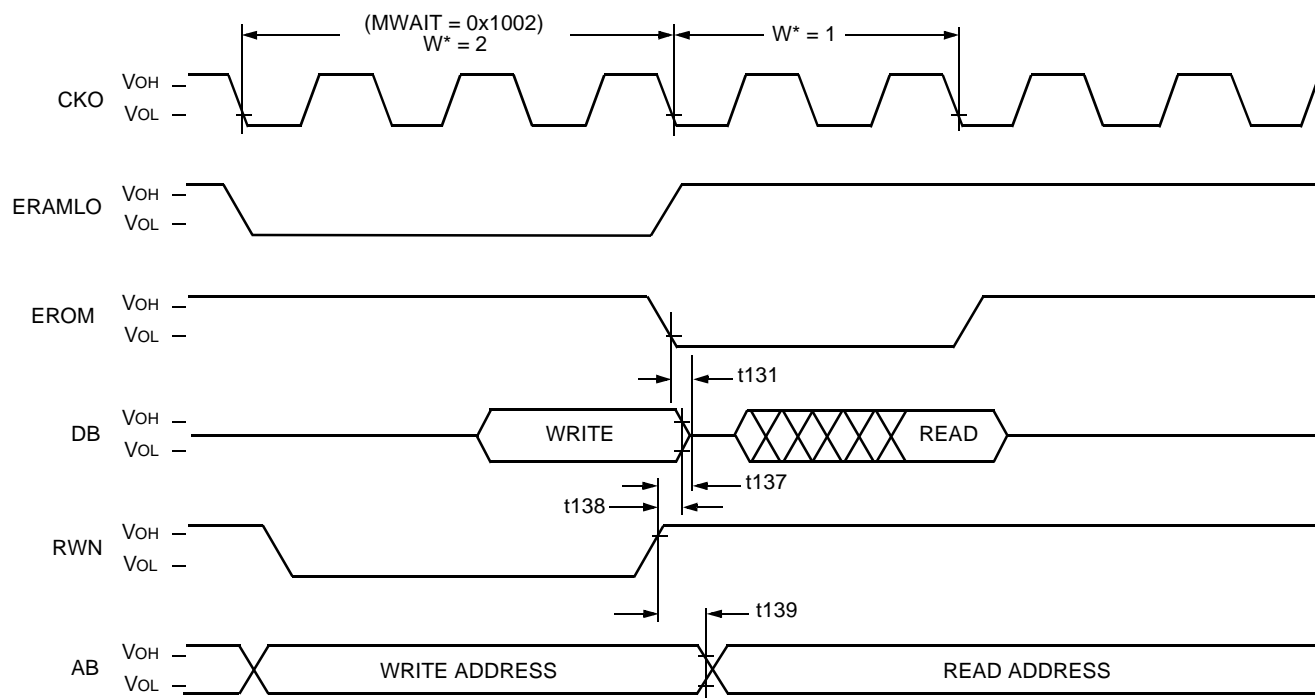 (MWAIT = 0x1002)
W* = 2
W* = 1
CKO
VOH
VOL
ERAMLO
VOH
VOL
EROM
VOH
VOL
t131
DB
VOH
VOL
WRITE
READ
t137
t138
RWN
VOH
VOL
t139
AB
VOH
VOL
WRITE ADDRESS
READ ADDRESS